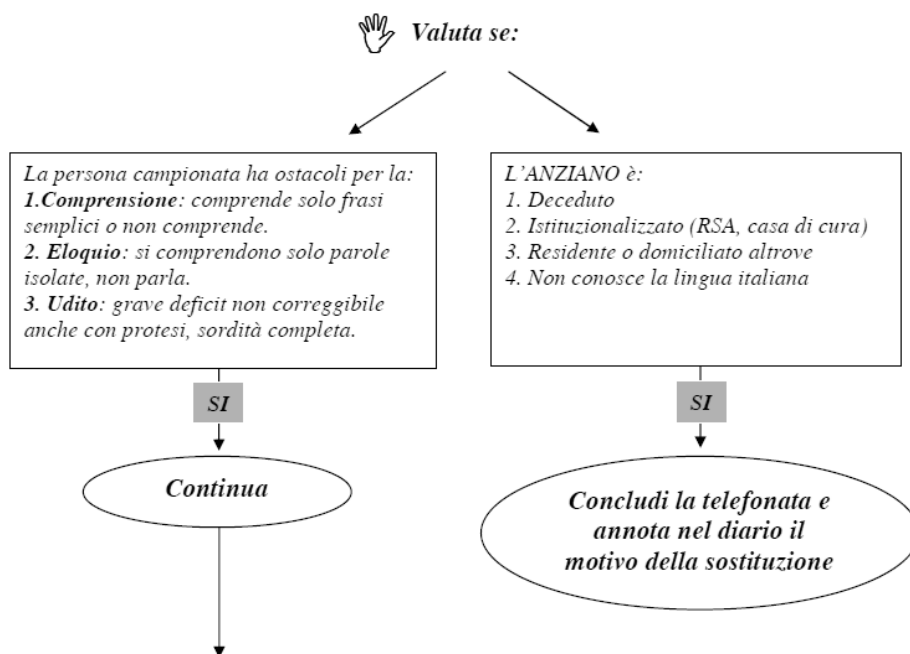 Valuta se:
La persona campionata ha ostacoli per la:
1.Comprensione: comprende solo frasi
semplici o non comprende.
2. Eloquio: si comprendono solo parole
isolate, non parla.
3. Udito: grave deficit non correggibile
anche con protesi, sordità completa.
SI
Continua
L'ANZIANO è:
1. Deceduto
2. Istituzionalizzato (RSA, casa di cura)
3. Residente o domiciliato altrove
4. Non conosce la lingua italiana
SI
Concludi la telefonata e
annota nel diario il
motivo della sostituzione